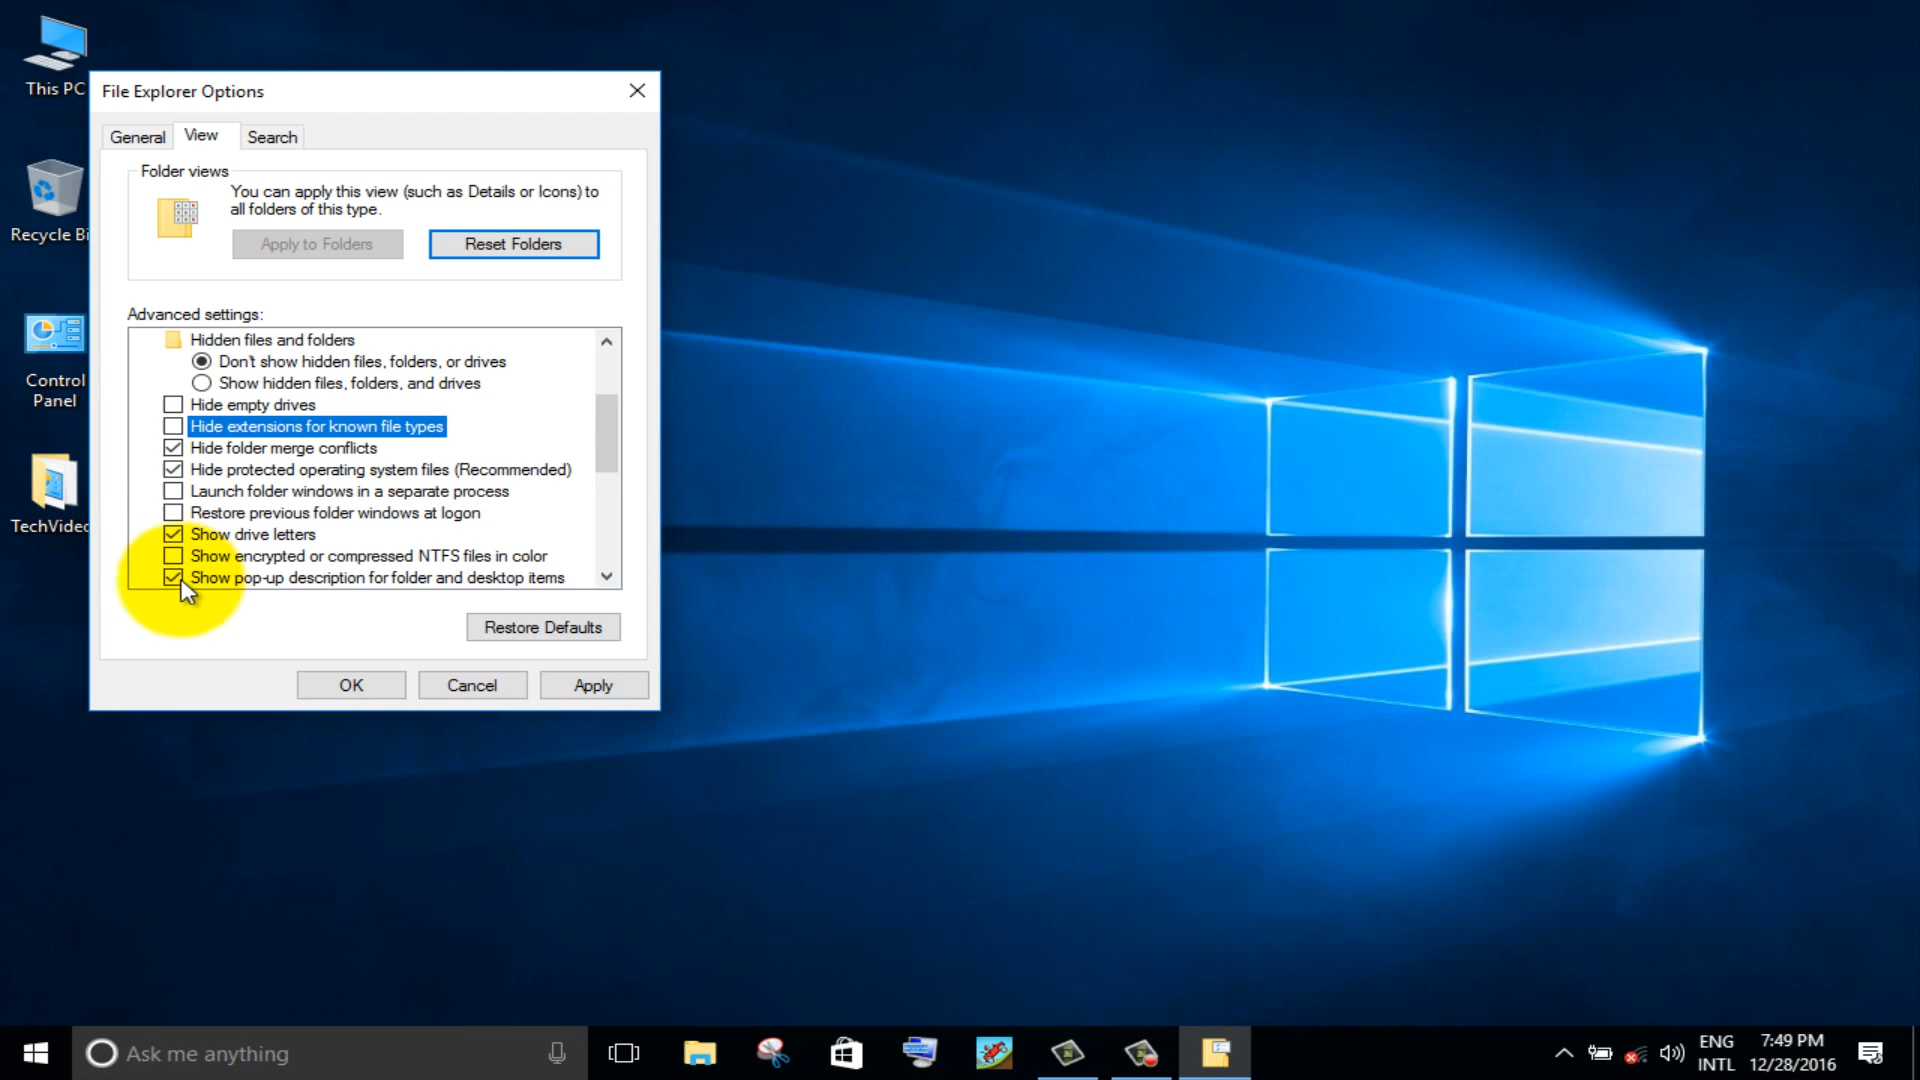 This PC
File Explorer Options
General
View
Search
Folder views
You can apply this view (such as Details or Icons) to
all folders of this type.
Apply to Folders
Reset Folders
Recycle Bi
Advanced settings:
Hidden files and folders
Don't show hidden files, folders, or drives
Show hidden files, folders, and drives
Hide empty drives
Hide extensions for known file types
Hide folder merge conflicts
Hide protected operating system files (Recommended)
Launch folder windows in a separate process
Restore previous folder windows at logon
Show drive letters
Show encrypted or compressed NTFS files in color
Show pop-up description for folder and desktop items
Control
Panel
TechVideo
Restore Defaults
OK
Cancel
Apply
Ask me anything
ENG
INTL
7:49 PM
12/28/2016